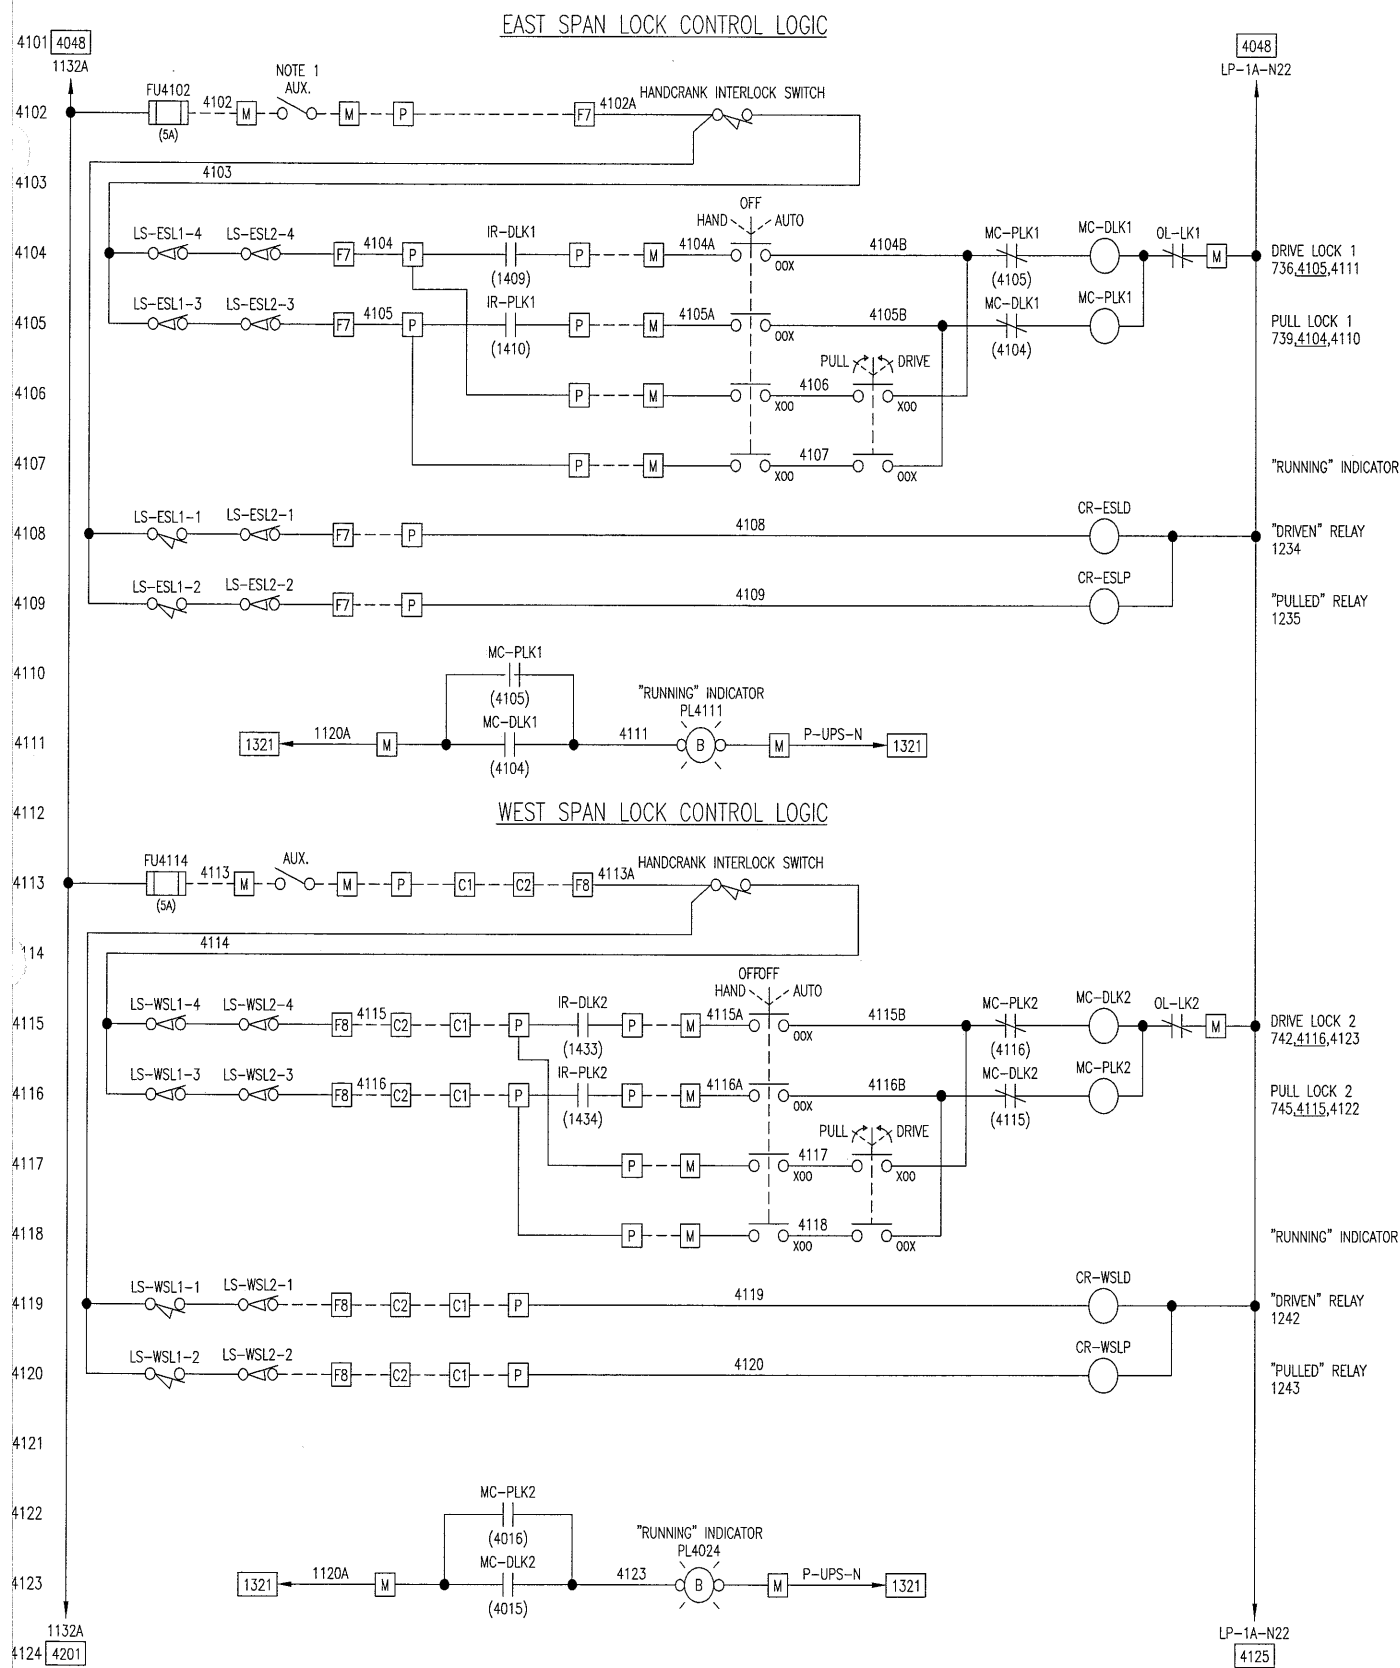 EAST SPAN LOCK CONTROL LOGIC
4101 4048
1132A
4048
LP-1A-N22
4102
FU4102
(5A)
4102
M
NOTE 1
AUX.
M
P
F7
4102A
HANDCRANK INTERLOCK SWITCH
4103
4103
OFF
HAND
AUTO
4104
LS-ESL1-4
LS-ESL2-4
F7
4104
P
IR-DLK1
(1409)
P
M
4104A
OOX
4104B
MC-PLK1
(4105)
MC-DLK1
OL-LK1
M
DRIVE LOCK 1
736,4105,4111
4105
LS-ESL1-3
LS-ESL2-3
F7
4105
P
IR-PLK1
(1410)
P
M
4105A
OOX
4105B
MC-DLK1
(4104)
MC-PLK1
PULL LOCK 1
739,4104,4110
PULL
DRIVE
4106
P
M
XOO
4106
XOO
4107
P
M
XOO
4107
OOX
"RUNNING" INDICATOR
4108
LS-ESL1-1
LS-ESL2-1
F7
P
4108
CR-ESLD
"DRIVEN" RELAY
1234
4109
LS-ESL1-2
LS-ESL2-2
F7
P
4109
CR-ESLP
"PULLED" RELAY
1235
4110
MC-PLK1
(4105)
4111
1321
1120A
M
MC-DLK1
(4104)
4111
"RUNNING" INDICATOR
PL4111
B
M
P-UPS-N
1321
4112
WEST SPAN LOCK CONTROL LOGIC
4113
FU4114
(5A)
4113
M
AUX.
M
P
C1
C2
F8
4113A
HANDCRANK INTERLOCK SWITCH
114
4114
OFFOFF
HAND
AUTO
4115
LS-WSL1-4
LS-WSL2-4
F8
4115
C2
C1
P
IR-DLK2
(1433)
P
M
4115A
OOX
4115B
MC-PLK2
(4116)
MC-DLK2
OL-LK2
M
DRIVE LOCK 2
742,4116,4123
4116
LS-WSL1-3
LS-WSL2-3
F8
4116
C2
C1
P
IR-PLK2
(1434)
P
M
4116A
OOX
4116B
MC-DLK2
(4115)
MC-PLK2
PULL LOCK 2
745,4115,4122
PULL
DRIVE
4117
P
M
XOO
4117
XOO
4118
P
M
XOO
4118
OOX
"RUNNING" INDICATOR
4119
LS-WSL1-1
LS-WSL2-1
F8
C2
C1
P
4119
CR-WSLD
"DRIVEN" RELAY
1242
4120
LS-WSL1-2
LS-WSL2-2
F8
C2
C1
P
4120
CR-WSLP
"PULLED" RELAY
1243
4121
4122
MC-PLK2
(4016)
4123
1321
1120A
M
MC-DLK2
(4015)
4123
"RUNNING" INDICATOR
PL4024
B
M
P-UPS-N
1321
1132A
4124 4201
LP-1A-N22
4125